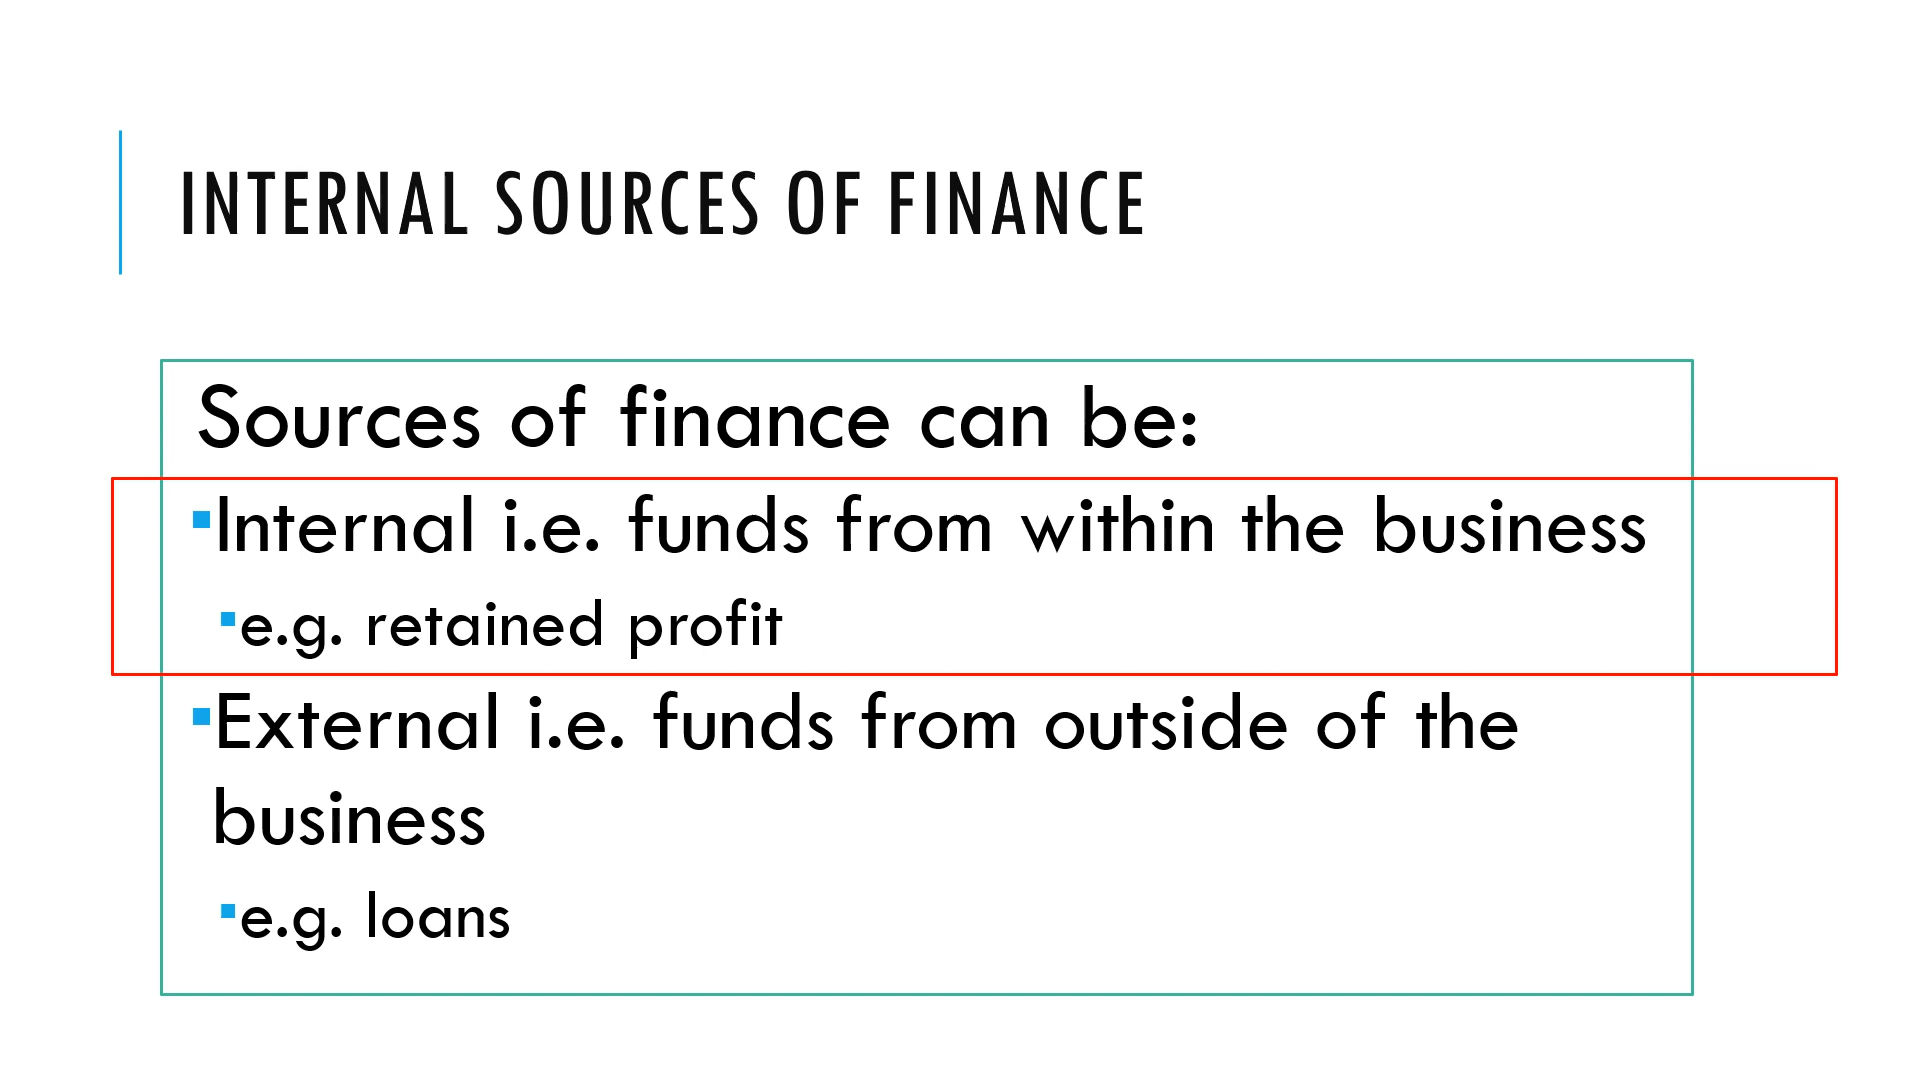 INTERNAL SOURCES OF FINANCE
Sources of finance can be:
▪Internal i.e. funds from within the business
▪e.g. retained profit
▪External i.e. funds from outside of the
business
▪e.g. loans